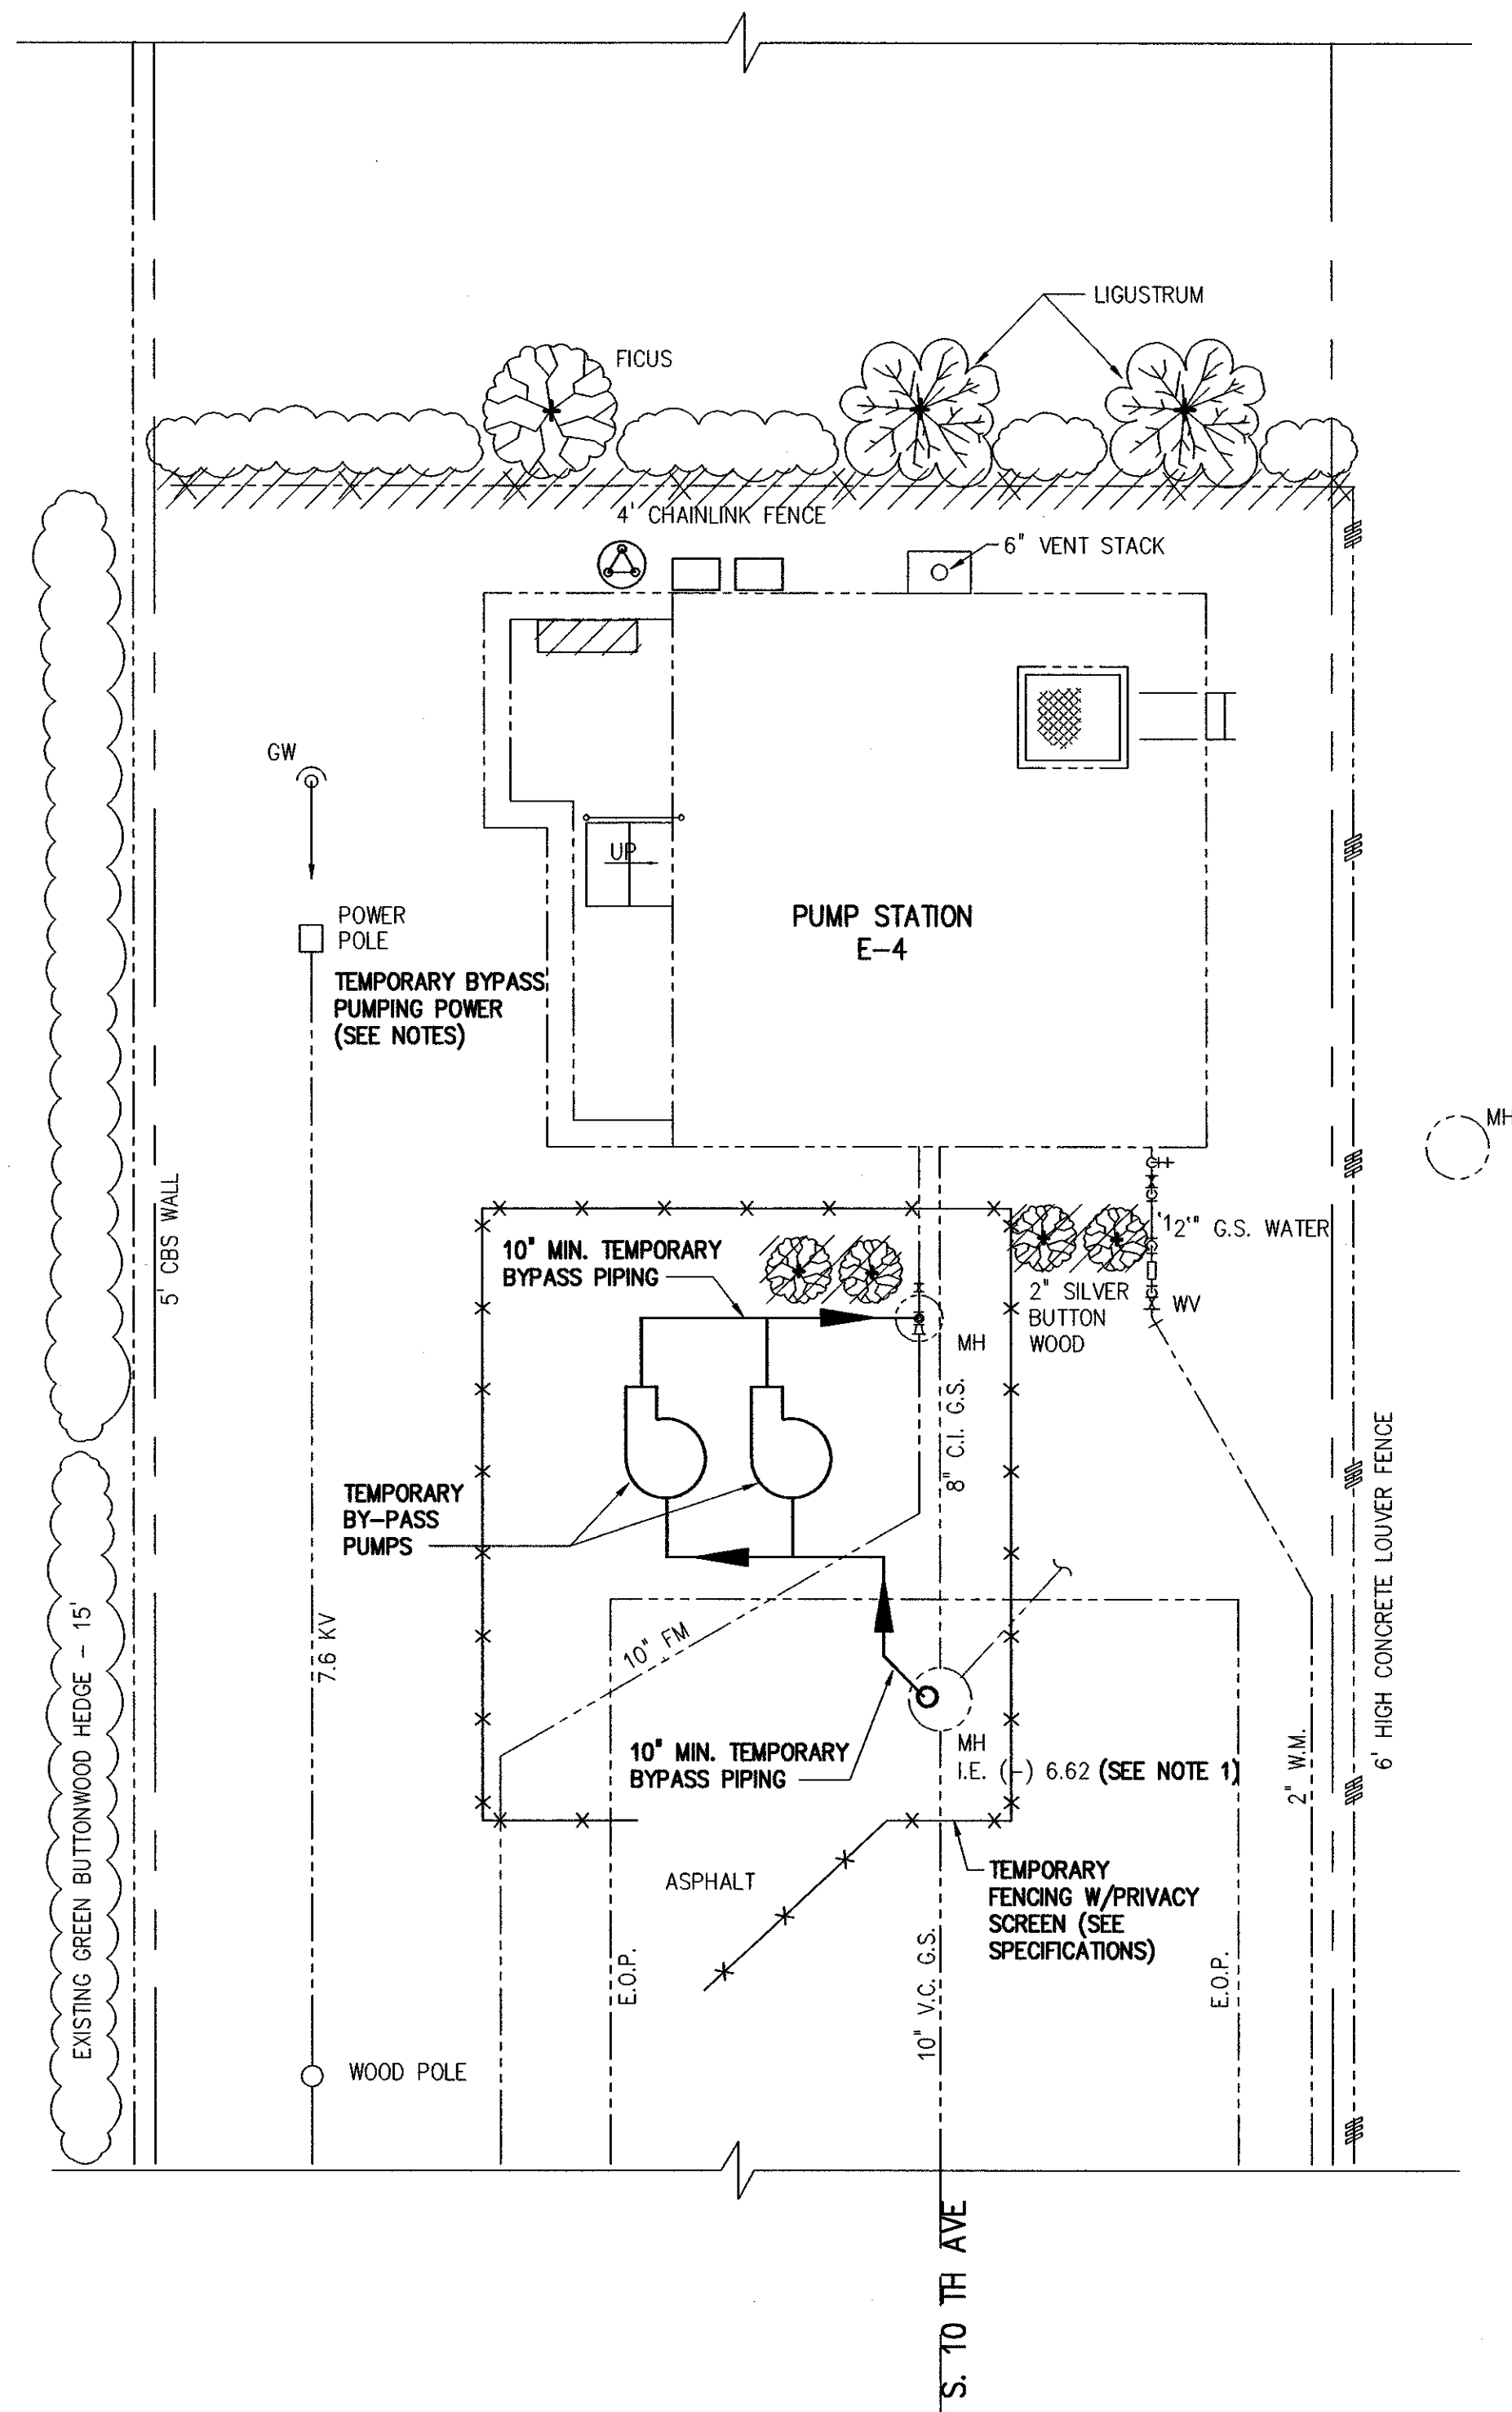 LIGUSTRUM
FICUS
4' CHAINLINK FENCE
6" VENT STACK
GW
UP
POWER
POLE
PUMP STATION
E-4
TEMPORARY BYPASS
PUMPING POWER
(SEE NOTES)
MH
5' CBS WALL
10" MIN. TEMPORARY
BYPASS PIPING
G.S. WATER
2" SILVER
BUTTON
WOOD
WV
MH
8" C.I. G.S.
6' HIGH CONCRETE LOUVER FENCE
TEMPORARY
BY-PASS
PUMPS
EXISTING GREEN BUTTONWOOD HEDGE - 15'
7.6 KV
10" FM
10" MIN. TEMPORARY
BYPASS PIPING
MH
I.E. (-) 6.62 (SEE NOTE 1)
2" W.M.
ASPHALT
TEMPORARY
FENCING W/PRIVACY
SCREEN (SEE
SPECIFICATIONS)
E.O.P.
10" V.C. G.S.
E.O.P.
WOOD POLE
S. 10 TH AVE